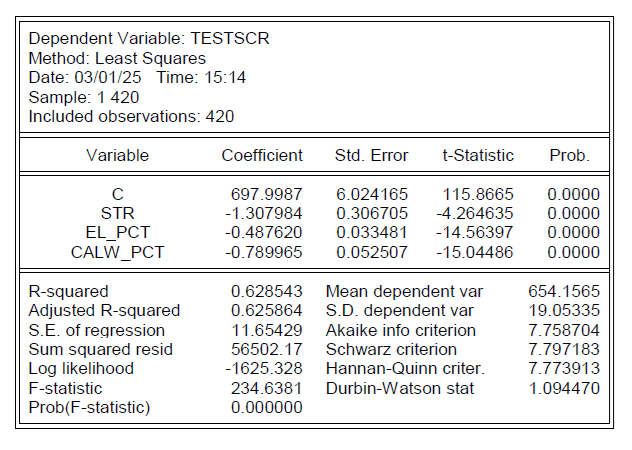 Dependent Variable: TESTSCR
Method: Least Squares
Date: 03/01/25 Time: 15:14
Sample: 1 420
Included observations: 420
Variable Coefficient Std. Error t-Statistic Prob.
C 697.9987 6.024165 115.8665 0.0000
STR -1.307984 0.306705 -4.264635 0.0000
EL_PCT -0.487620 0.033481 -14.56397 0.0000
CALW_PCT -0.789965 0.052507 -15.04486 0.0000
R-squared 0.628543 Mean dependent var 654.1565
Adjusted R-squared 0.625864 S.D. dependent var 19.05335
S.E. of regression 11.65429 Akaike info criterion 7.758704
Sum squared resid 56502.17 Schwarz criterion 7.797183
Log likelihood -1625.328 Hannan-Quinn criter. 7.773913
F-statistic 234.6381 Durbin-Watson stat 1.094470
Prob(F-statistic) 0.000000